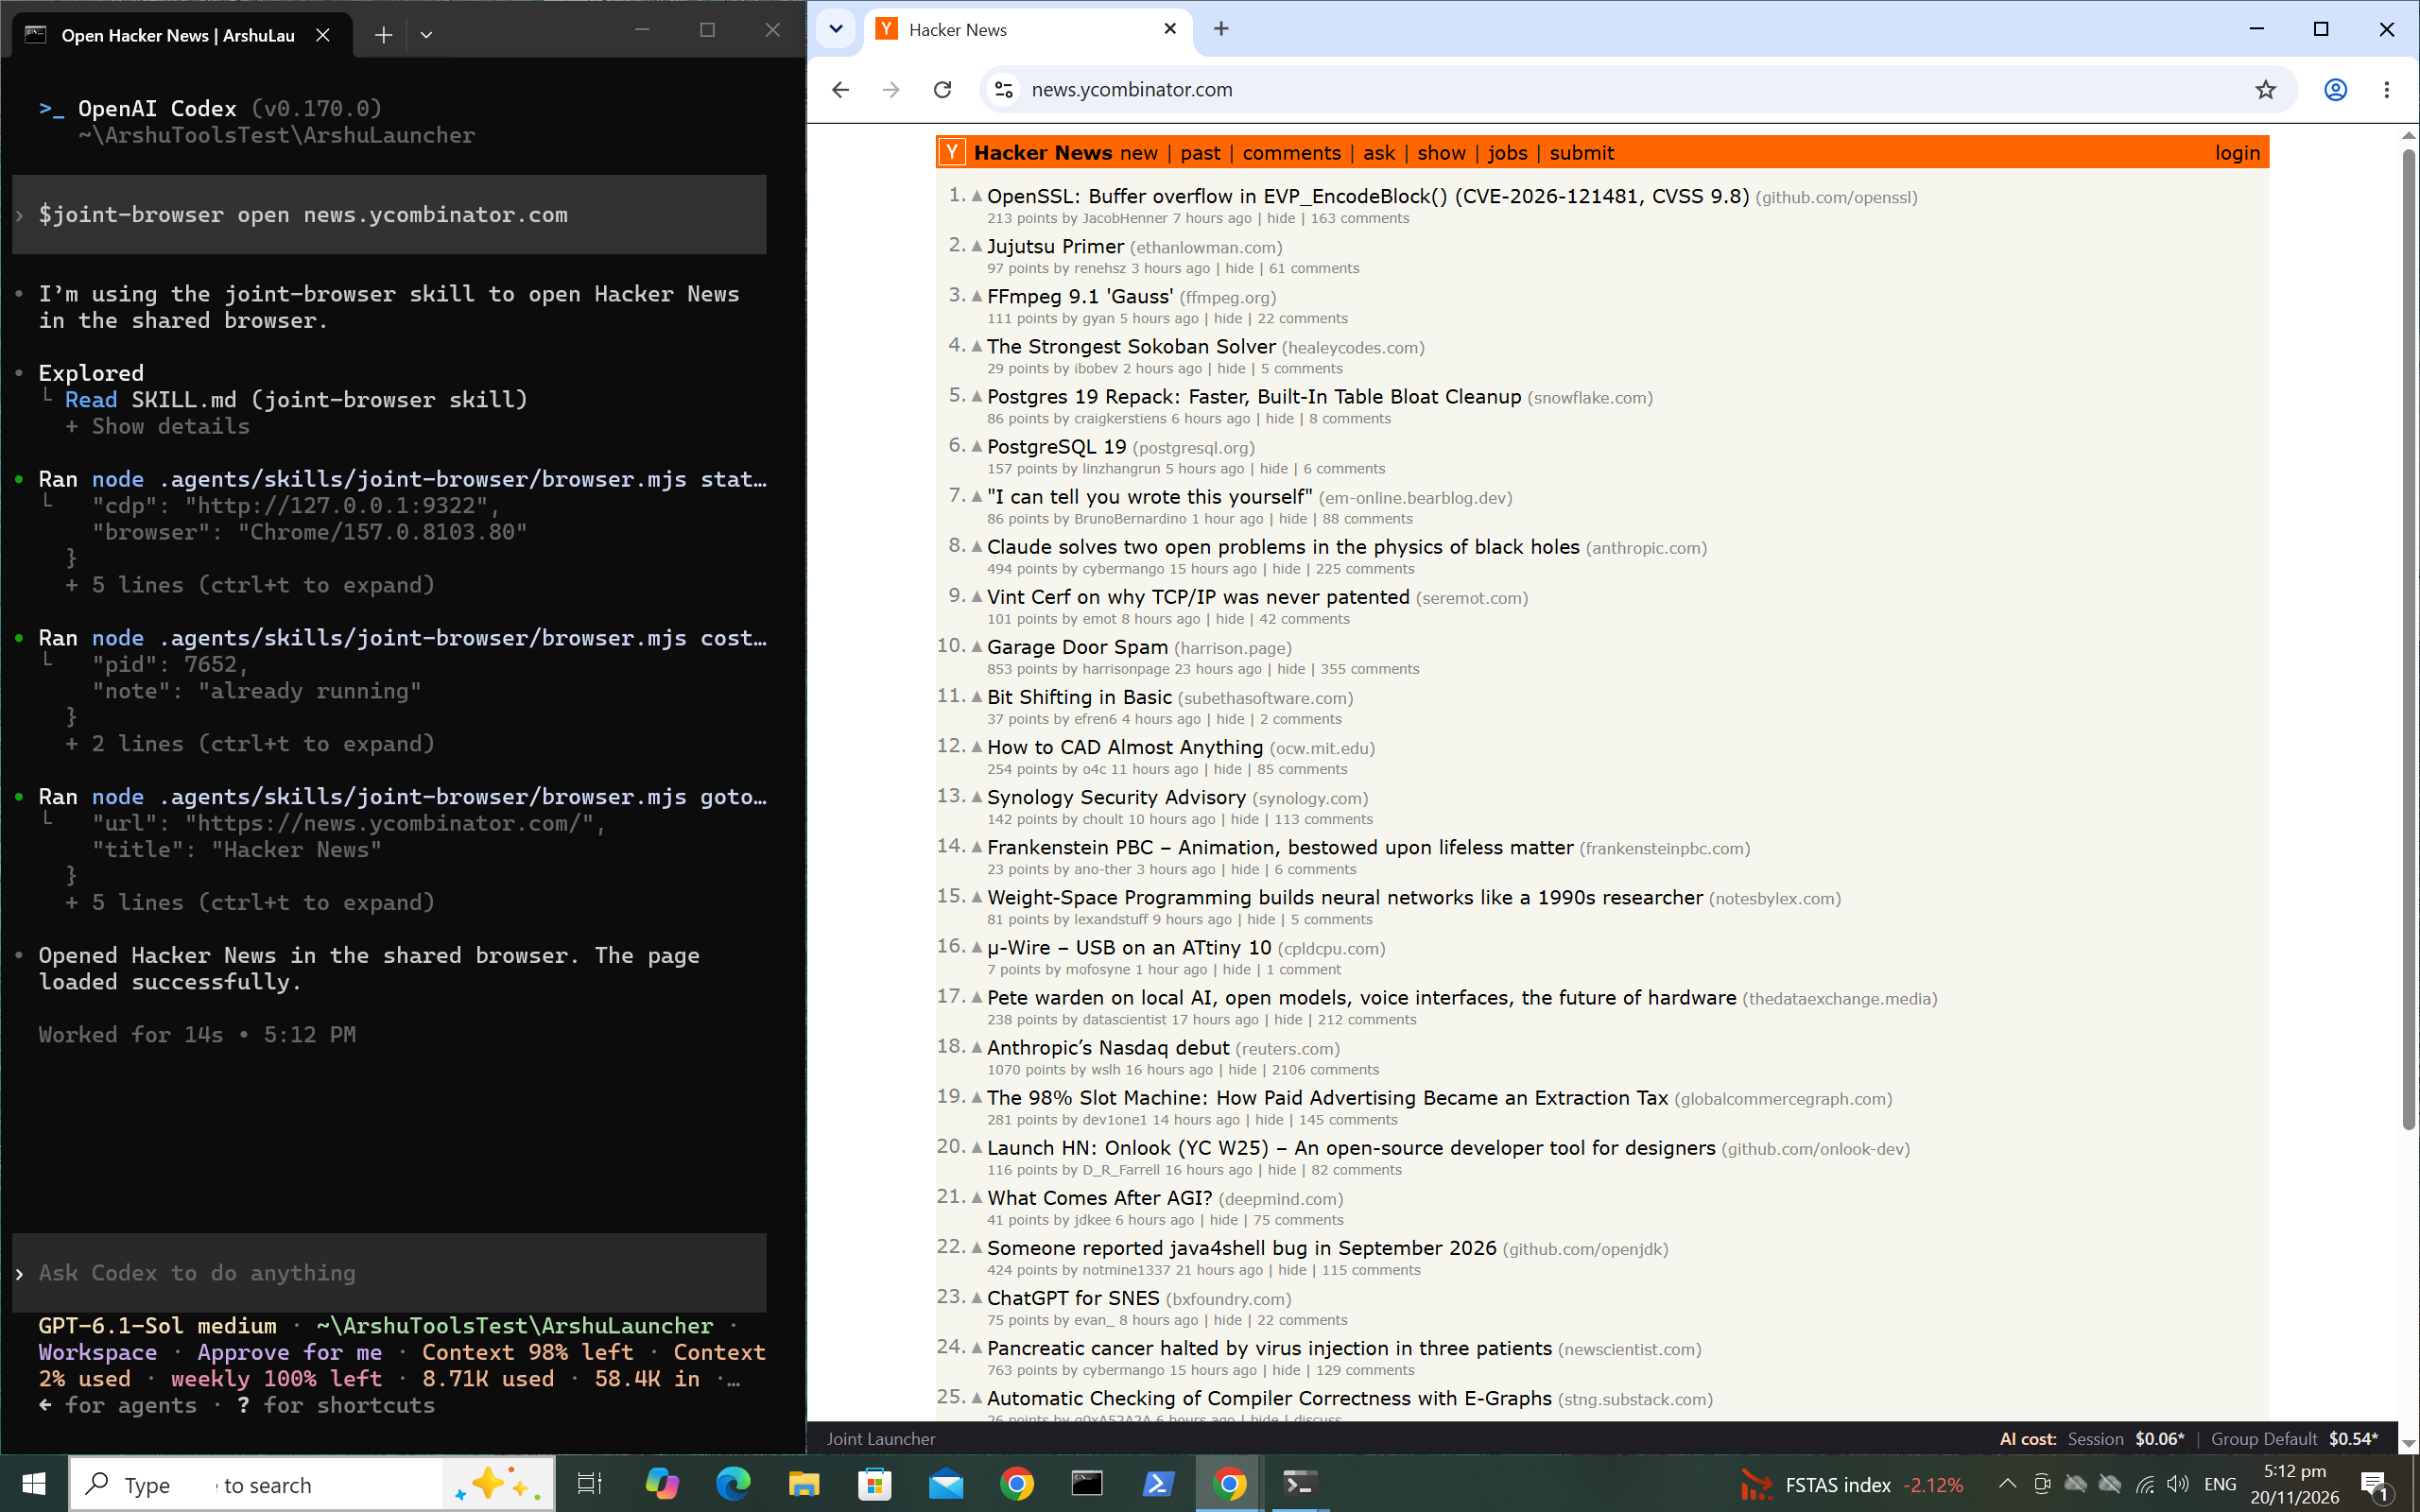 Open Hacker News | ArshuLau
>_ OpenAI Codex (v0.170.0)
~\ArshuToolsTest\ArshuLauncher
› $joint-browser open news.ycombinator.com
• I’m using the joint-browser skill to open Hacker News
in the shared browser.
• Explored
└ Read SKILL.md (joint-browser skill)
+ Show details
• Ran node .agents/skills/joint-browser/browser.mjs stat…
└ "cdp": "http://127.0.0.1:9322",
"browser": "Chrome/157.0.8103.80"
}
+ 5 lines (ctrl+t to expand)
• Ran node .agents/skills/joint-browser/browser.mjs cost…
└ "pid": 7652,
"note": "already running"
}
+ 2 lines (ctrl+t to expand)
• Ran node .agents/skills/joint-browser/browser.mjs goto…
└ "url": "https://news.ycombinator.com/",
"title": "Hacker News"
}
+ 5 lines (ctrl+t to expand)
• Opened Hacker News in the shared browser. The page
loaded successfully.
Worked for 14s • 5:12 PM
› Ask Codex to do anything
GPT-6.1-Sol medium · ~\ArshuToolsTest\ArshuLauncher ·
Workspace · Approve for me · Context 98% left · Context
2% used · weekly 100% left · 8.71K used · 58.4K in ·…
← for agents · ? for shortcuts
Y Hacker News
news.ycombinator.com
Y Hacker News new | past | comments | ask | show | jobs | submit login
1. OpenSSL: Buffer overflow in EVP_EncodeBlock() (CVE-2026-121481, CVSS 9.8) (github.com/openssl)
213 points by JacobHenner 7 hours ago | hide | 163 comments
2. Jujutsu Primer (ethanlowman.com)
97 points by renehsz 3 hours ago | hide | 61 comments
3. FFmpeg 9.1 'Gauss' (ffmpeg.org)
111 points by gyan 5 hours ago | hide | 22 comments
4. The Strongest Sokoban Solver (healeycodes.com)
29 points by ibobev 2 hours ago | hide | 5 comments
5. Postgres 19 Repack: Faster, Built-In Table Bloat Cleanup (snowflake.com)
86 points by craigkerstiens 6 hours ago | hide | 8 comments
6. PostgreSQL 19 (postgresql.org)
157 points by linzhangrun 5 hours ago | hide | 6 comments
7. "I can tell you wrote this yourself" (em-online.bearblog.dev)
86 points by BrunoBernardino 1 hour ago | hide | 88 comments
8. Claude solves two open problems in the physics of black holes (anthropic.com)
494 points by cybermango 15 hours ago | hide | 225 comments
9. Vint Cerf on why TCP/IP was never patented (seremot.com)
101 points by emot 8 hours ago | hide | 42 comments
10. Garage Door Spam (harrison.page)
853 points by harrisonpage 23 hours ago | hide | 355 comments
11. Bit Shifting in Basic (subethasoftware.com)
37 points by efren6 4 hours ago | hide | 2 comments
12. How to CAD Almost Anything (ocw.mit.edu)
254 points by o4c 11 hours ago | hide | 85 comments
13. Synology Security Advisory (synology.com)
142 points by choult 10 hours ago | hide | 113 comments
14. Frankenstein PBC – Animation, bestowed upon lifeless matter (frankensteinpbc.com)
23 points by ano-ther 3 hours ago | hide | 6 comments
15. Weight-Space Programming builds neural networks like a 1990s researcher (notesbylex.com)
81 points by lexandstuff 9 hours ago | hide | 5 comments
16. µ-Wire – USB on an ATtiny 10 (cpldcpu.com)
7 points by mofosyne 1 hour ago | hide | 1 comment
17. Pete warden on local AI, open models, voice interfaces, the future of hardware (thedataexchange.media)
238 points by datascientist 17 hours ago | hide | 212 comments
18. Anthropic’s Nasdaq debut (reuters.com)
1070 points by wslh 16 hours ago | hide | 2106 comments
19. The 98% Slot Machine: How Paid Advertising Became an Extraction Tax (globalcommercegraph.com)
281 points by dev1one1 14 hours ago | hide | 145 comments
20. Launch HN: Onlook (YC W25) – An open-source developer tool for designers (github.com/onlook-dev)
116 points by D_R_Farrell 16 hours ago | hide | 82 comments
21. What Comes After AGI? (deepmind.com)
41 points by jdkee 6 hours ago | hide | 75 comments
22. Someone reported java4shell bug in September 2026 (github.com/openjdk)
424 points by notmine1337 21 hours ago | hide | 115 comments
23. ChatGPT for SNES (bxfoundry.com)
75 points by evan_ 8 hours ago | hide | 22 comments
24. Pancreatic cancer halted by virus injection in three patients (newscientist.com)
763 points by cybermango 15 hours ago | hide | 129 comments
25. Automatic Checking of Compiler Correctness with E-Graphs (stng.substack.com)
26 points by 6 hours ago | hide | discuss
Joint Launcher AI cost: Session $0.06* | Group Default $0.54*
Type to search
FSTAS index -2.12%
ENG
5:12 pm
20/11/2026
1